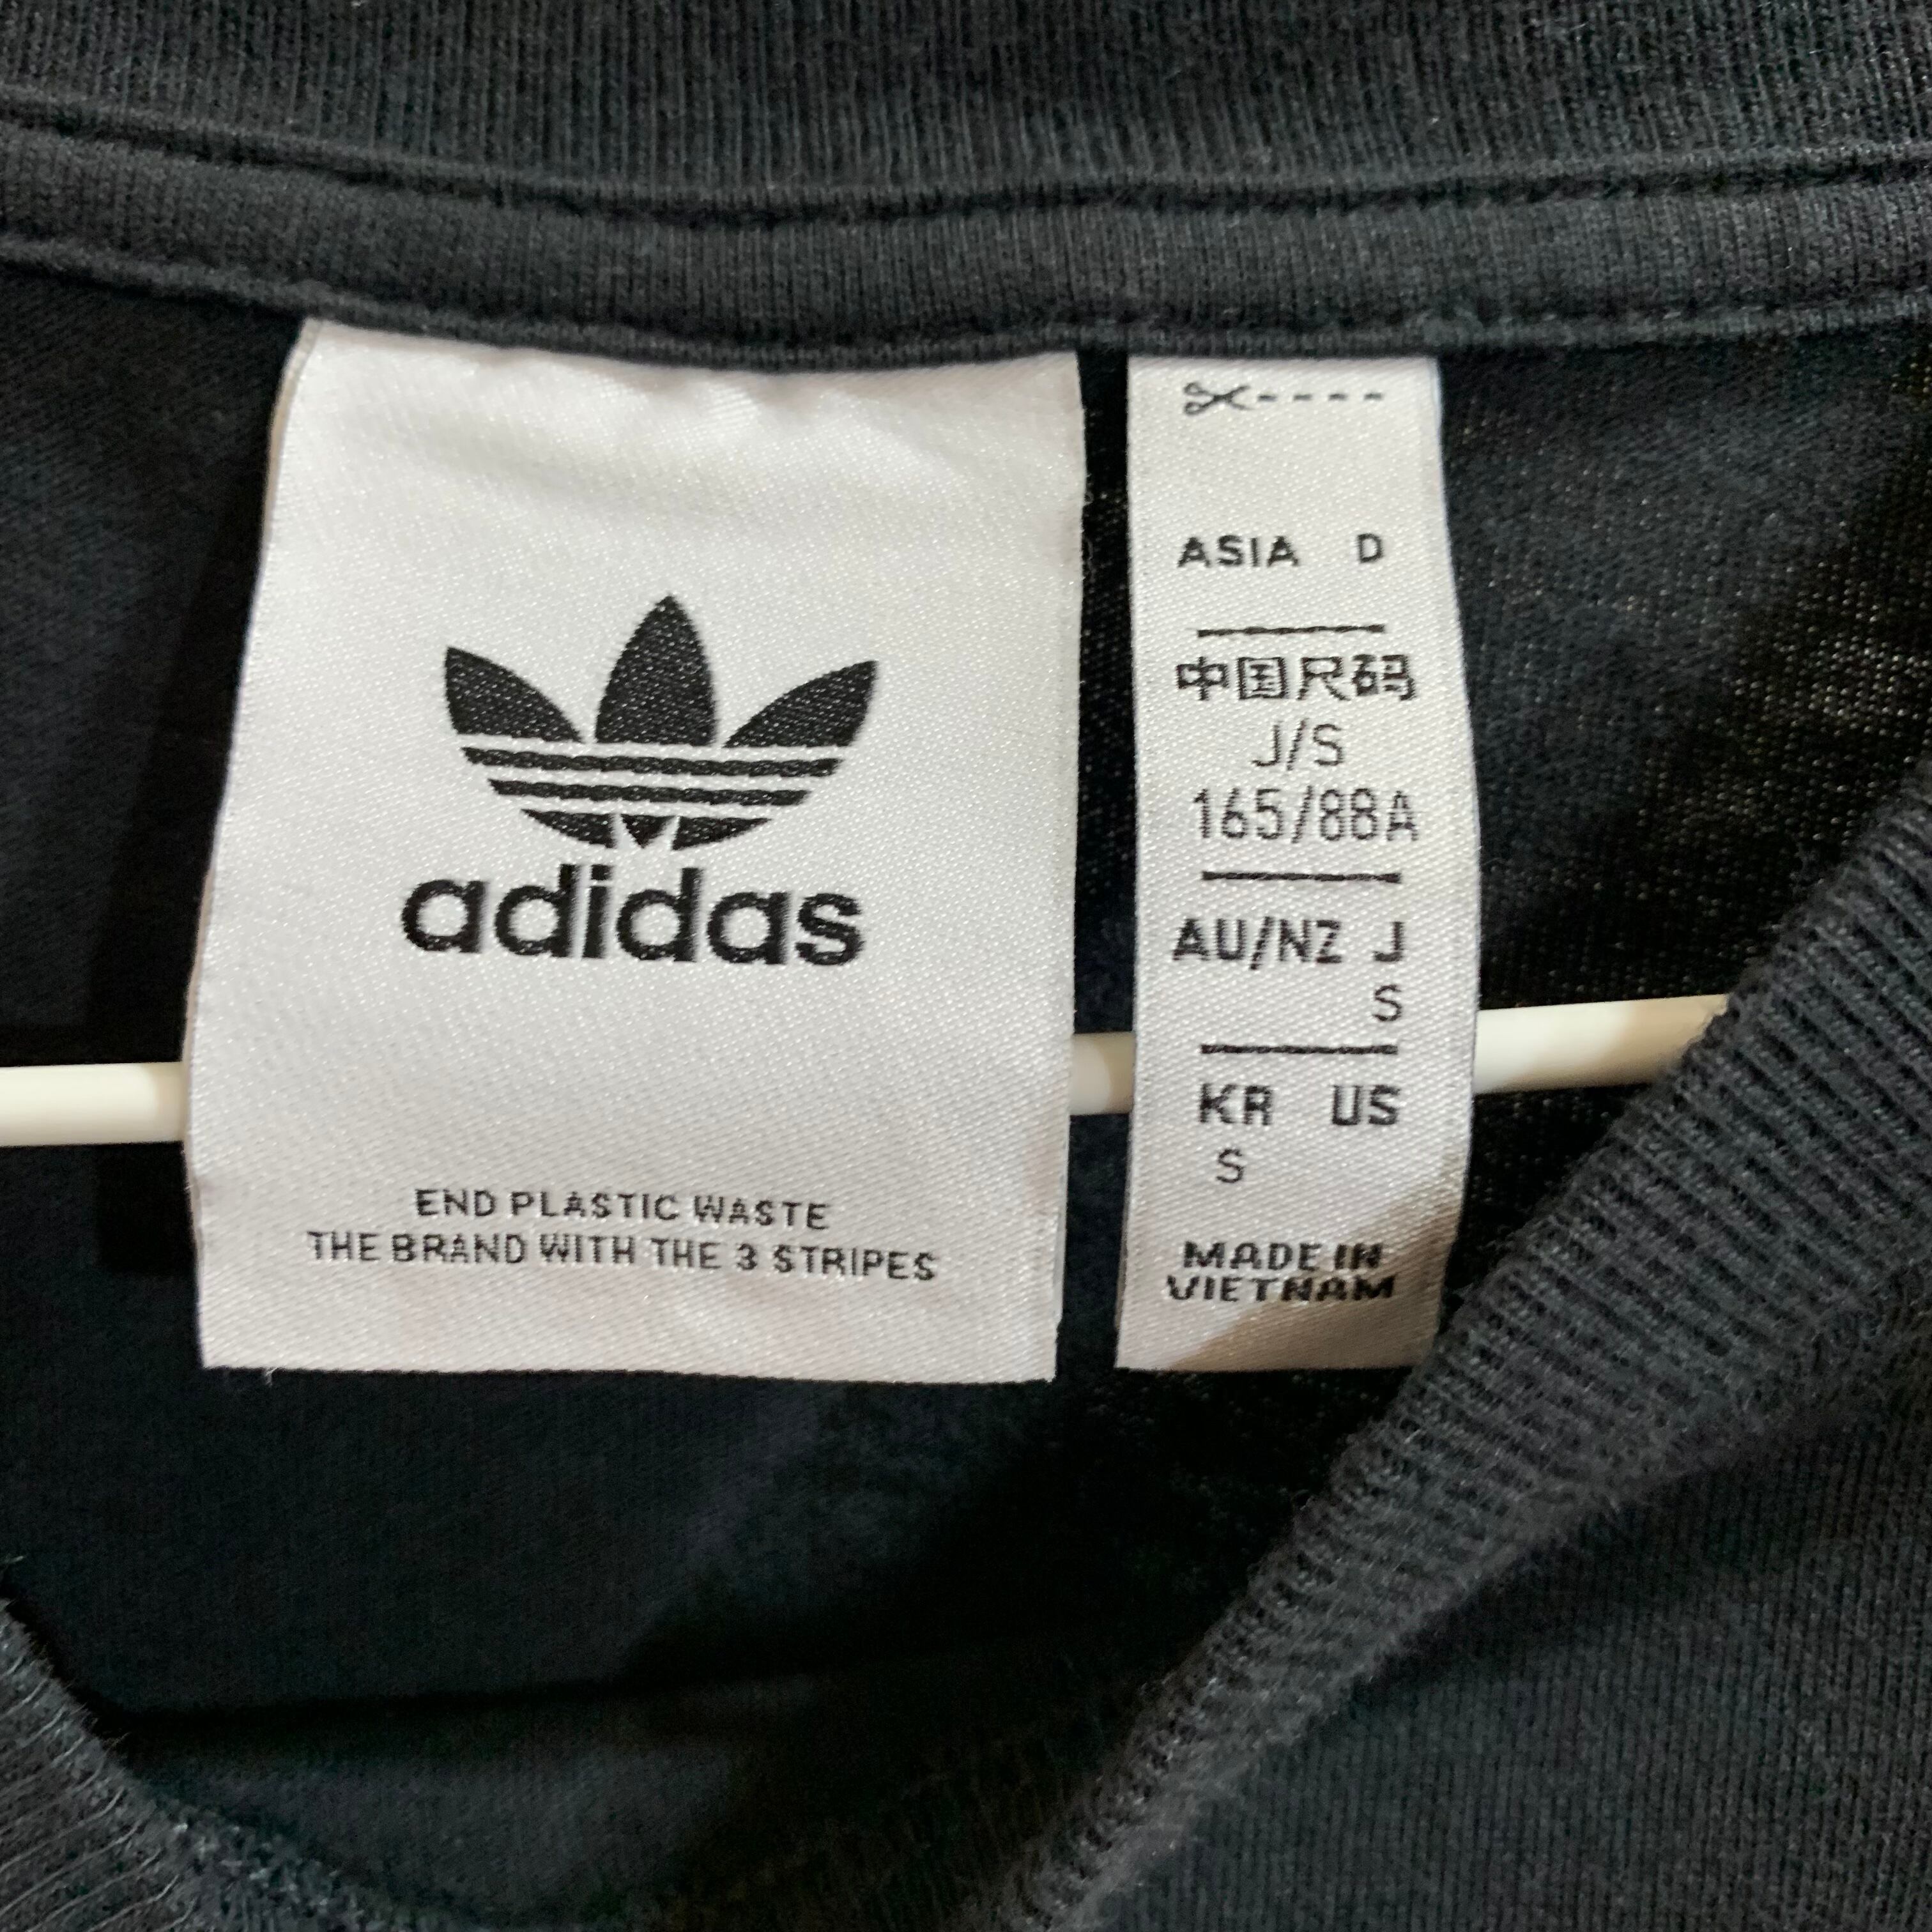 adidas
END PLASTIC WASTE
THE BRAND WITH THE 3 STRIPES
ASIA D
中国尺码
J/S
165/88A
AU/NZ J
S
KR US
S
MADE IN
VIETNAM